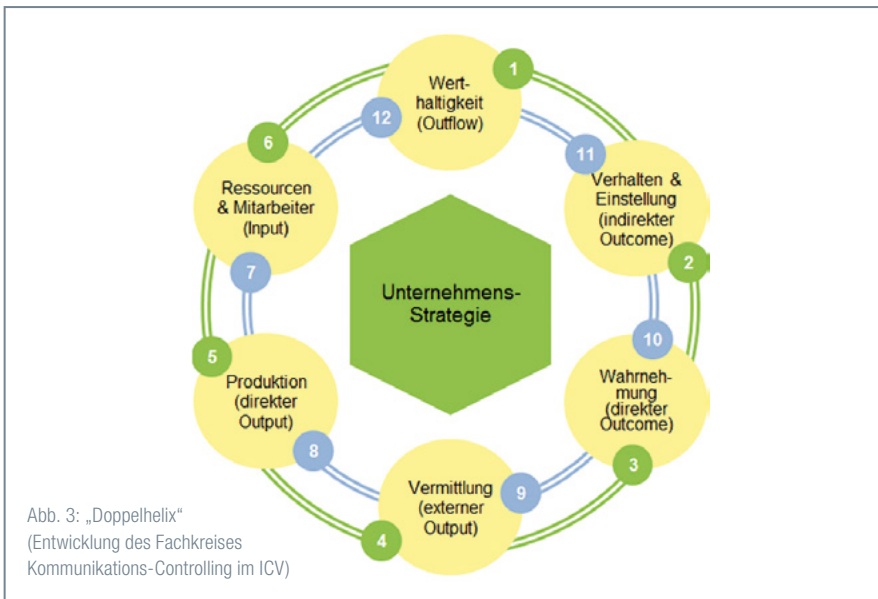 1
Wert-
haltigkeit
(Outflow)
12
11
6
Verhalten &
Einstellung
(indirekter
Outcome)
Ressourcen
& Mitarbeiter
(Input)
2
7
Unternehmens-
Strategie
10
5
Wahrneh-
mung
(direkter
Outcome)
Produktion
(direkter
Output)
3
8
Vermittlung
(externer
Output)
9
4
Abb. 3: „Doppelhelix“
(Entwicklung des Fachkreises
Kommunikations-Controlling im ICV)